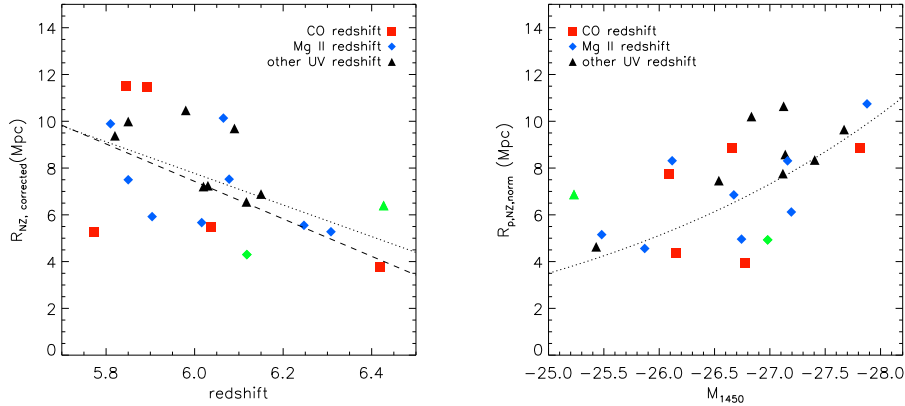 14
12
10
8
6
4
2
0
R_NZ, corrected (Mpc)
CO redshift
Mg II redshift
other UV redshift
5.8 6.0 6.2 6.4
redshift
14
12
10
8
6
4
2
0
R_p,NZ,norm (Mpc)
CO redshift
Mg II redshift
other UV redshift
−25.0 −25.5 −26.0 −26.5 −27.0 −27.5 −28.0
M_1450